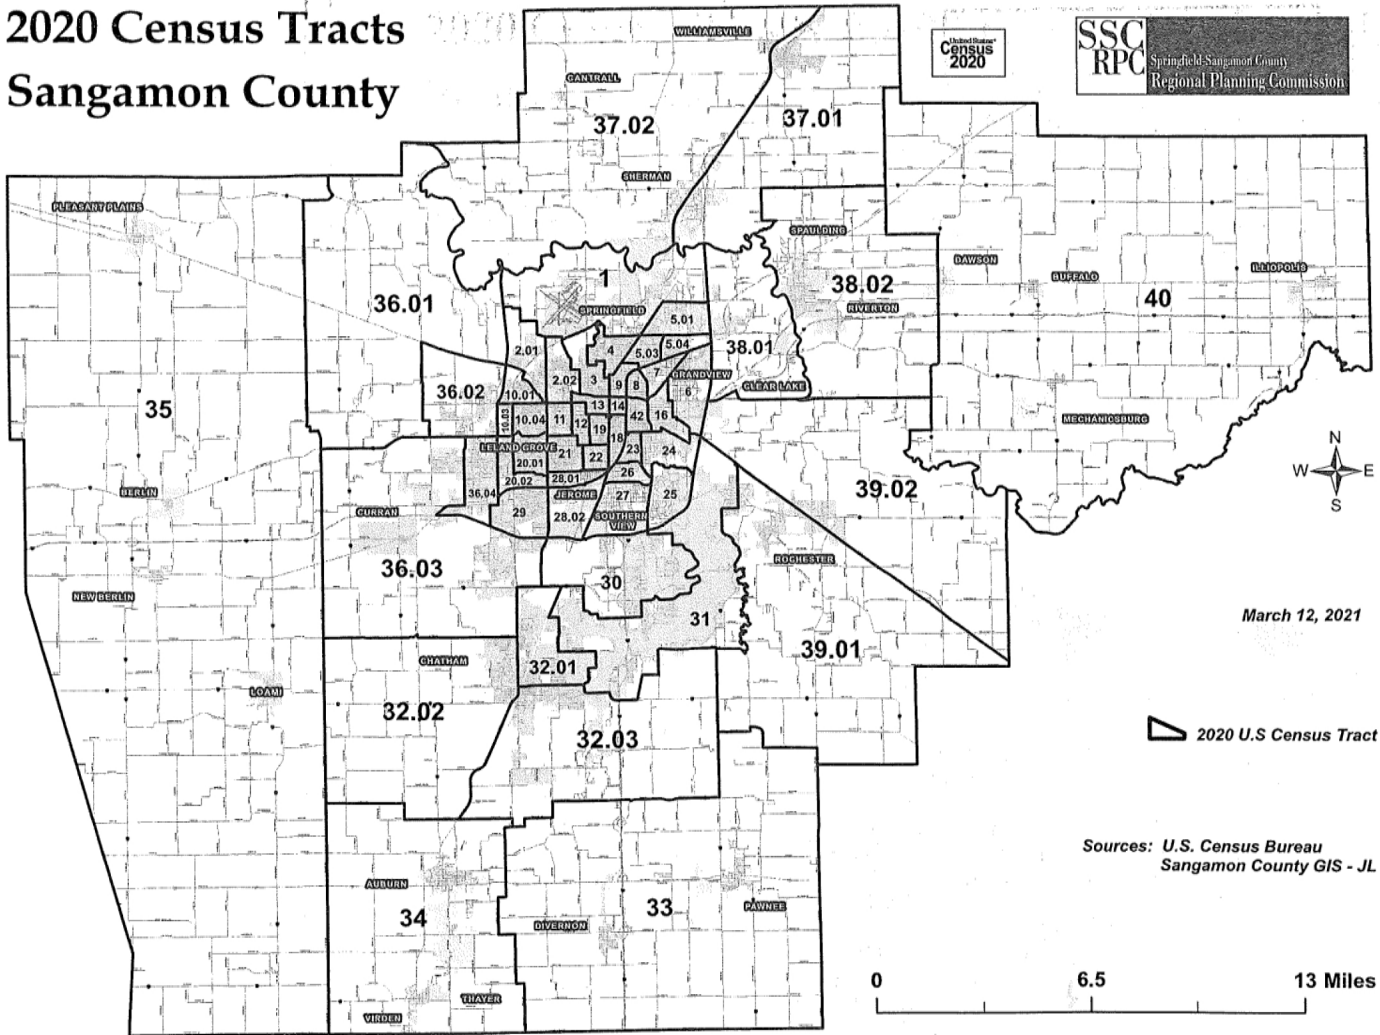 2020 Census Tracts
Sangamon County
United States®
Census
2020
SSC
RPC
Springfield-Sangamon County
Regional Planning Commission
WILLIAMSVILLE
CANTRALL
37.02
37.01
SHERMAN
PLEASANT PLAINS
SPAULDING
DAWSON
BUFFALO
ILLIOPOLIS
1
38.02
40
36.01
SPRINGFIELD
RIVERTON
5.01
2.01
4
5.03
5.04
38.01
7
GRANDVIEW
CLEAR LAKE
36.02
10.01
2.02
3
9
8
6
35
10.03
10.04
11
12
13
14
19
42
16
MECHANICSBURG
18
LELAND GROVE
21
22
23
24
20.01
26
20.02
28.01
BERLIN
36.04
JEROME
27
25
39.02
CURRAN
29
28.02
SOUTHERN
VIEW
N
W
E
S
ROCHESTER
36.03
30
NEW BERLIN
31
March 12, 2021
39.01
CHATHAM
32.01
LOAMI
32.02
32.03
2020 U.S Census Tract
Sources: U.S. Census Bureau
Sangamon County GIS - JL
AUBURN
34
33
PAWNEE
DIVERNON
THAYER
VIRDEN
0
6.5
13 Miles